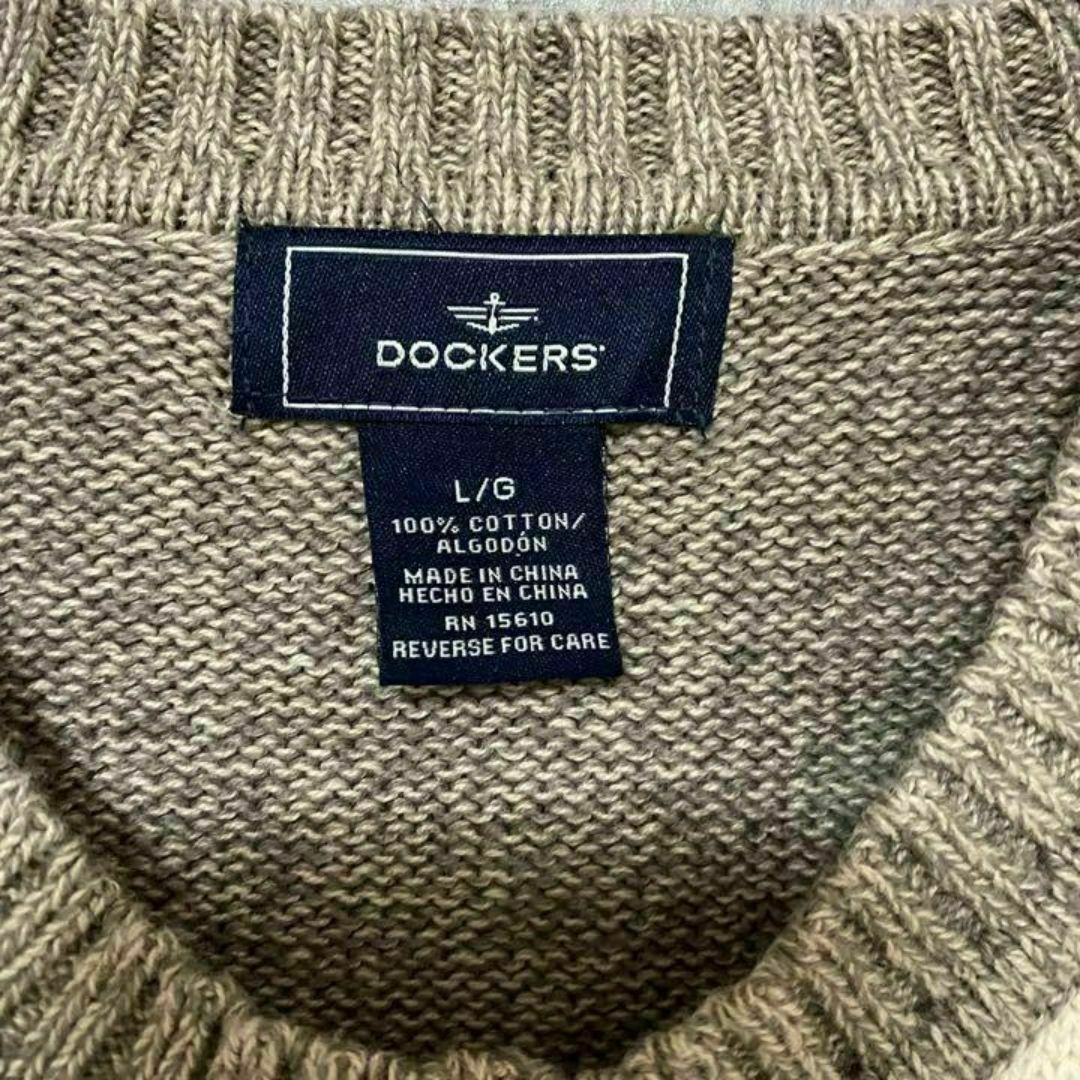 DOCKERS
L/G
100% COTTON/
ALGODÓN
MADE IN CHINA
HECHO EN CHINA
RN 15610
REVERSE FOR CARE